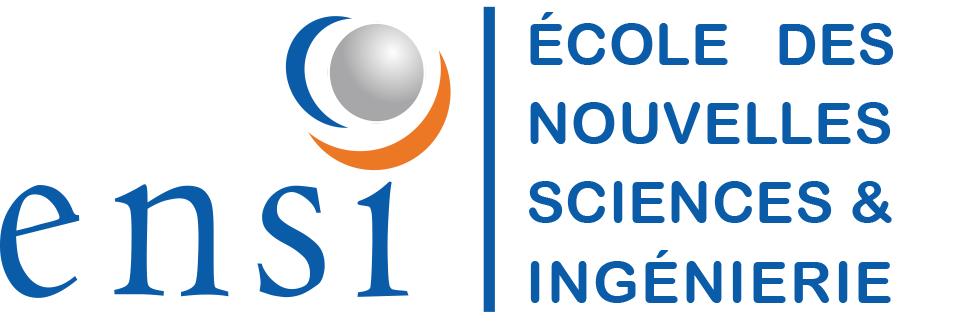 ensi
ÉCOLE DES
NOUVELLES
SCIENCES &
INGÉNIERIE